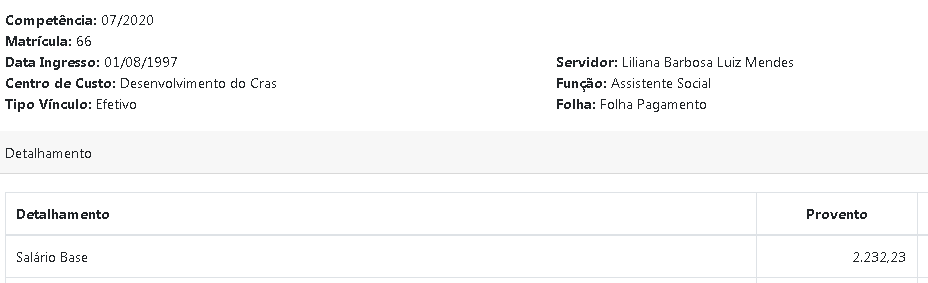 Competência: 07/2020
Matrícula: 66
Data Ingresso: 01/08/1997
Servidor: Liliana Barbosa Luiz Mendes
Centro de Custo: Desenvolvimento do Cras
Função: Assistente Social
Tipo Vínculo: Efetivo
Folha: Folha Pagamento
Detalhamento
Detalhamento Provento
Salário Base 2.232,23